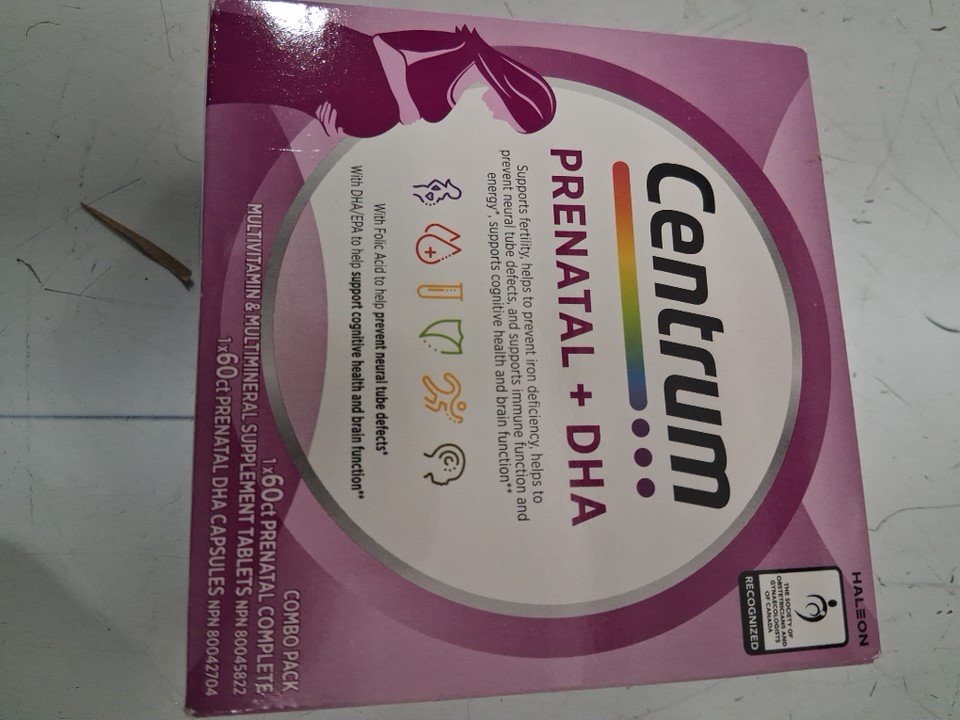 HALEON
THE SOCIETY OF
OBSTETRICIANS AND
GYNAECOLOGISTS
OF CANADA
RECOGNIZED
Centrum
PRENATAL + DHA
Supports fertility, helps to prevent iron deficiency, helps to
prevent neural tube defects, and supports immune function and
energy*, supports cognitive health and brain function**
With Folic Acid to help prevent neural tube defects*
With DHA/EPA to help support cognitive health and brain function**
COMBO PACK
1x60ct PRENATAL COMPLETE
MULTIVITAMIN & MULTIMINERAL SUPPLEMENT TABLETS NPN 80045822
1x60ct PRENATAL DHA CAPSULES NPN 80042704